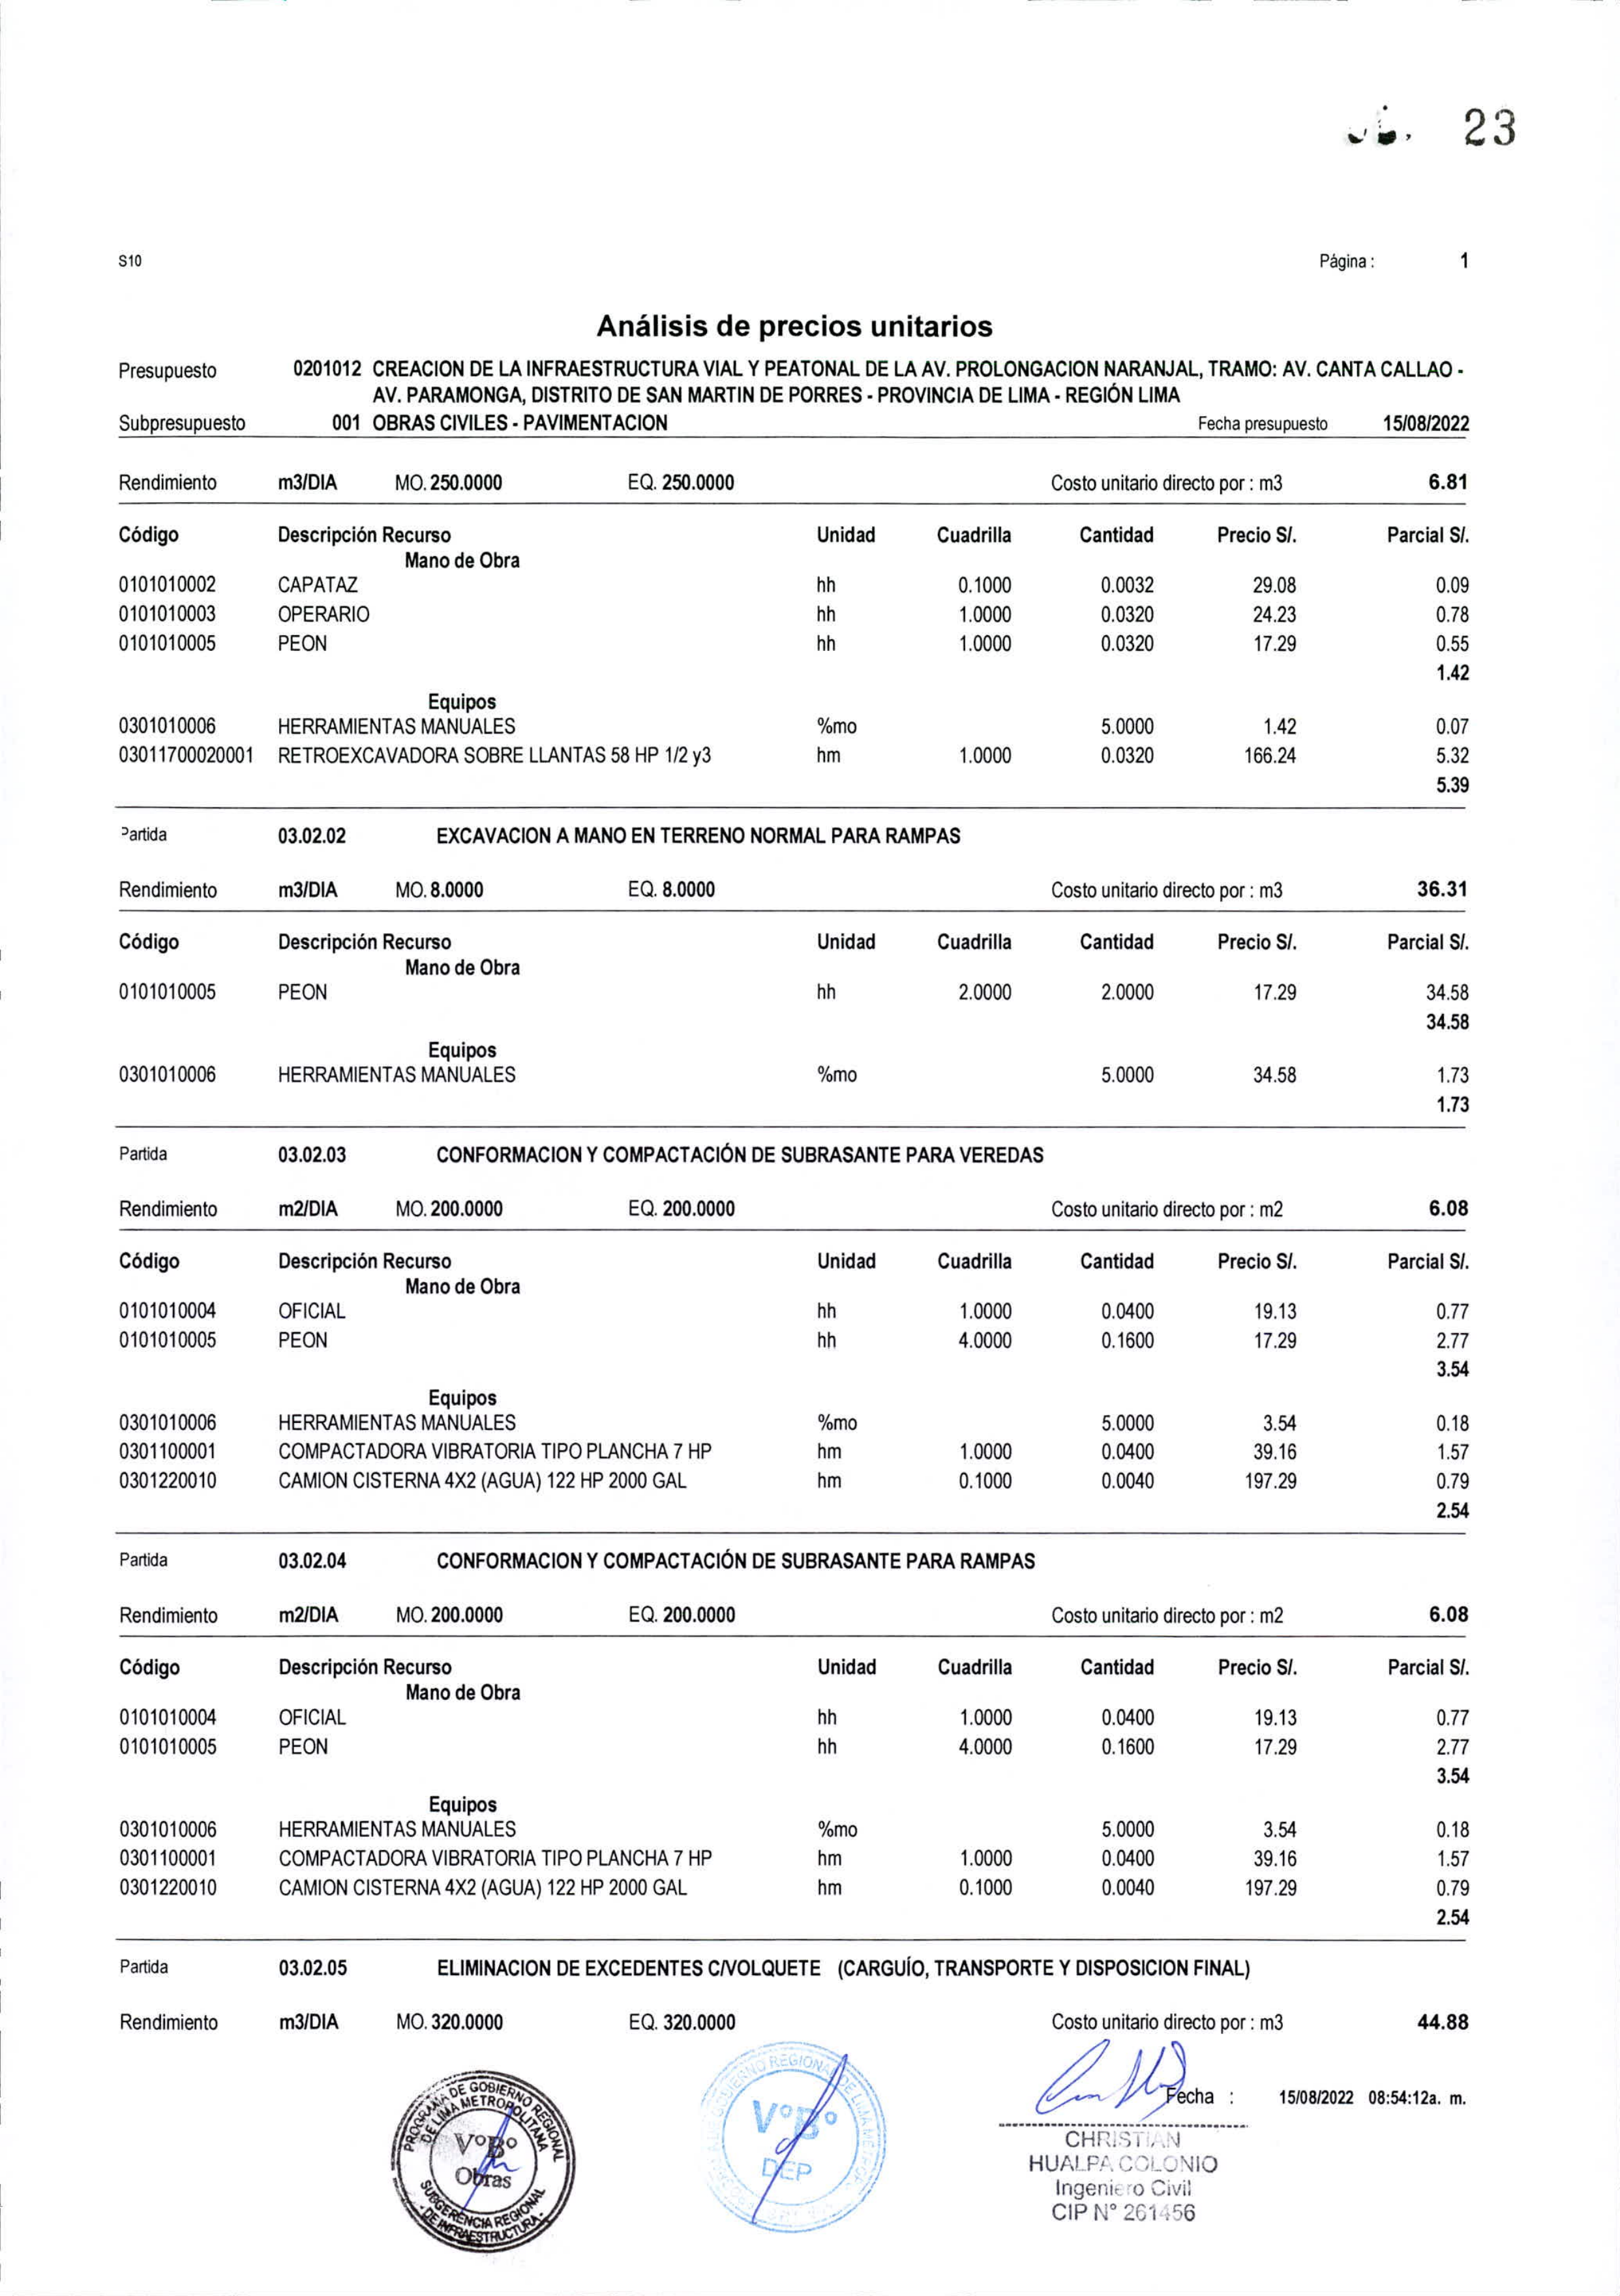 23
S10 Página : 1
Análisis de precios unitarios
Presupuesto 0201012 CREACION DE LA INFRAESTRUCTURA VIAL Y PEATONAL DE LA AV. PROLONGACION NARANJAL, TRAMO: AV. CANTA CALLAO -
AV. PARAMONGA, DISTRITO DE SAN MARTIN DE PORRES - PROVINCIA DE LIMA - REGIÓN LIMA
Subpresupuesto 001 OBRAS CIVILES - PAVIMENTACION Fecha presupuesto 15/08/2022
Rendimiento m3/DIA MO. 250.0000 EQ. 250.0000 Costo unitario directo por : m3 6.81
Código Descripción Recurso Unidad Cuadrilla Cantidad Precio S/. Parcial S/.
Mano de Obra
0101010002 CAPATAZ hh 0.1000 0.0032 29.08 0.09
0101010003 OPERARIO hh 1.0000 0.0320 24.23 0.78
0101010005 PEON hh 1.0000 0.0320 17.29 0.55
1.42
Equipos
0301010006 HERRAMIENTAS MANUALES %mo 5.0000 1.42 0.07
03011700020001 RETROEXCAVADORA SOBRE LLANTAS 58 HP 1/2 y3 hm 1.0000 0.0320 166.24 5.32
5.39
Partida 03.02.02 EXCAVACION A MANO EN TERRENO NORMAL PARA RAMPAS
Rendimiento m3/DIA MO. 8.0000 EQ. 8.0000 Costo unitario directo por : m3 36.31
Código Descripción Recurso Unidad Cuadrilla Cantidad Precio S/. Parcial S/.
Mano de Obra
0101010005 PEON hh 2.0000 2.0000 17.29 34.58
34.58
Equipos
0301010006 HERRAMIENTAS MANUALES %mo 5.0000 34.58 1.73
1.73
Partida 03.02.03 CONFORMACION Y COMPACTACIÓN DE SUBRASANTE PARA VEREDAS
Rendimiento m2/DIA MO. 200.0000 EQ. 200.0000 Costo unitario directo por : m2 6.08
Código Descripción Recurso Unidad Cuadrilla Cantidad Precio S/. Parcial S/.
Mano de Obra
0101010004 OFICIAL hh 1.0000 0.0400 19.13 0.77
0101010005 PEON hh 4.0000 0.1600 17.29 2.77
3.54
Equipos
0301010006 HERRAMIENTAS MANUALES %mo 5.0000 3.54 0.18
0301100001 COMPACTADORA VIBRATORIA TIPO PLANCHA 7 HP hm 1.0000 0.0400 39.16 1.57
0301220010 CAMION CISTERNA 4X2 (AGUA) 122 HP 2000 GAL hm 0.1000 0.0040 197.29 0.79
2.54
Partida 03.02.04 CONFORMACION Y COMPACTACIÓN DE SUBRASANTE PARA RAMPAS
Rendimiento m2/DIA MO. 200.0000 EQ. 200.0000 Costo unitario directo por : m2 6.08
Código Descripción Recurso Unidad Cuadrilla Cantidad Precio S/. Parcial S/.
Mano de Obra
0101010004 OFICIAL hh 1.0000 0.0400 19.13 0.77
0101010005 PEON hh 4.0000 0.1600 17.29 2.77
3.54
Equipos
0301010006 HERRAMIENTAS MANUALES %mo 5.0000 3.54 0.18
0301100001 COMPACTADORA VIBRATORIA TIPO PLANCHA 7 HP hm 1.0000 0.0400 39.16 1.57
0301220010 CAMION CISTERNA 4X2 (AGUA) 122 HP 2000 GAL hm 0.1000 0.0040 197.29 0.79
2.54
Partida 03.02.05 ELIMINACION DE EXCEDENTES C/VOLQUETE (CARGUÍO, TRANSPORTE Y DISPOSICION FINAL)
Rendimiento m3/DIA MO. 320.0000 EQ. 320.0000 Costo unitario directo por : m3 44.88
Fecha : 15/08/2022 08:54:12a. m.
PROGRAMA DE GOBIERNO REGIONAL
DE LIMA METROPOLITANA
V°B°
Obras
SUBGERENCIA REGIONAL
DE INFRAESTRUCTURA
GOBIERNO REGIONAL DE LIMA
V°B°
DEP
CHRISTIAN
HUALPA COLONIO
Ingeniero Civil
CIP N° 261456